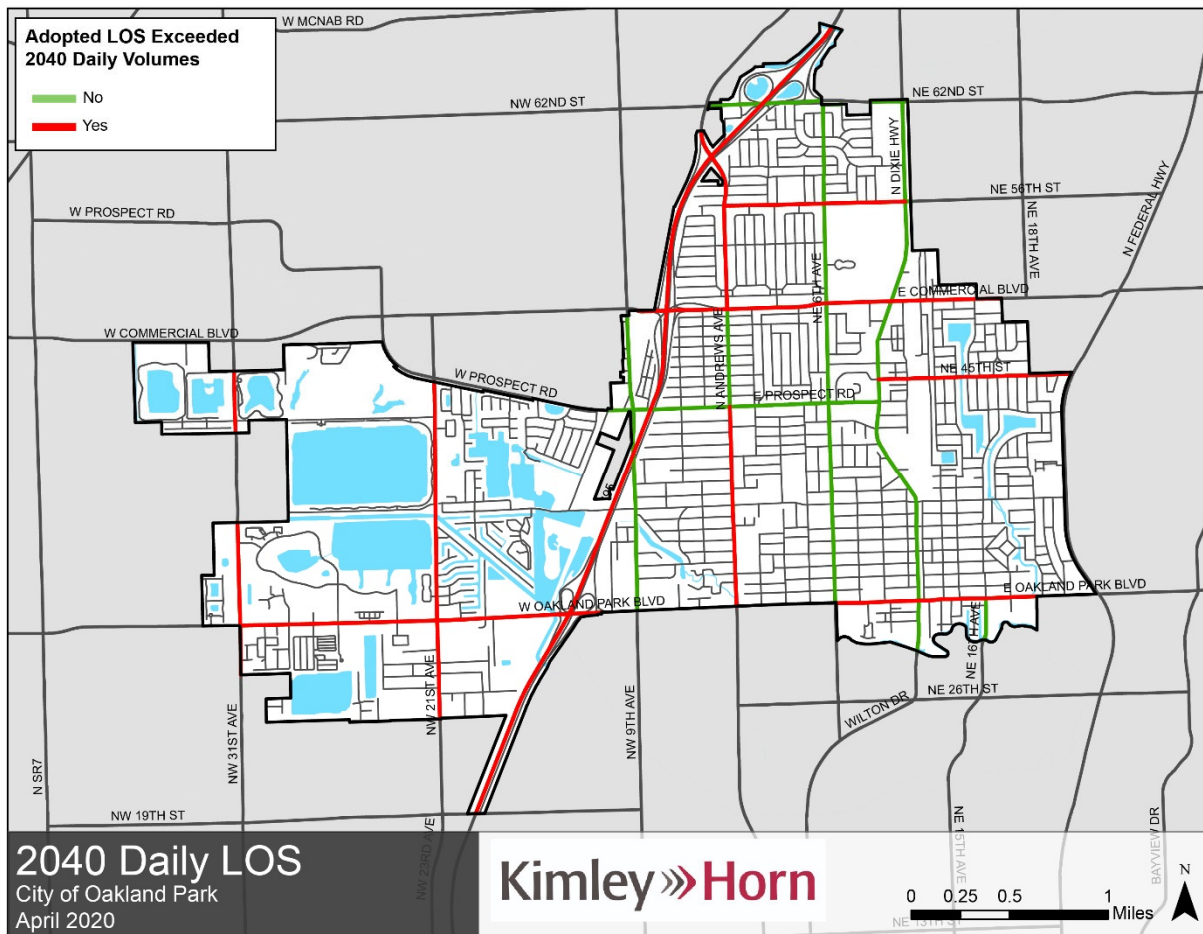 W MCNAB RD
Adopted LOS Exceeded
2040 Daily Volumes
No
Yes
NW 62ND ST
NE 62ND ST
N DIXIE HWY
NE 56TH ST
N FEDERAL HWY
NE 18TH AVE
W PROSPECT RD
NE 6TH AVE
E COMMERCIAL BLVD
W COMMERCIAL BLVD
N ANDREWS AVE
W PROSPECT RD
NE 45TH ST
E PROSPECT RD
I-95
W OAKLAND PARK BLVD
E OAKLAND PARK BLVD
NE 16TH AVE
NW 21ST AVE
NE 26TH ST
WILTON DR
NW 9TH AVE
NW 31ST AVE
N SR7
NW 19TH ST
NW 23RD AVE
NE 15TH AVE
BAYVIEW DR
NE 13TH ST
2040 Daily LOS
City of Oakland Park
April 2020
Kimley»Horn
N
0 0.25 0.5 1
Miles